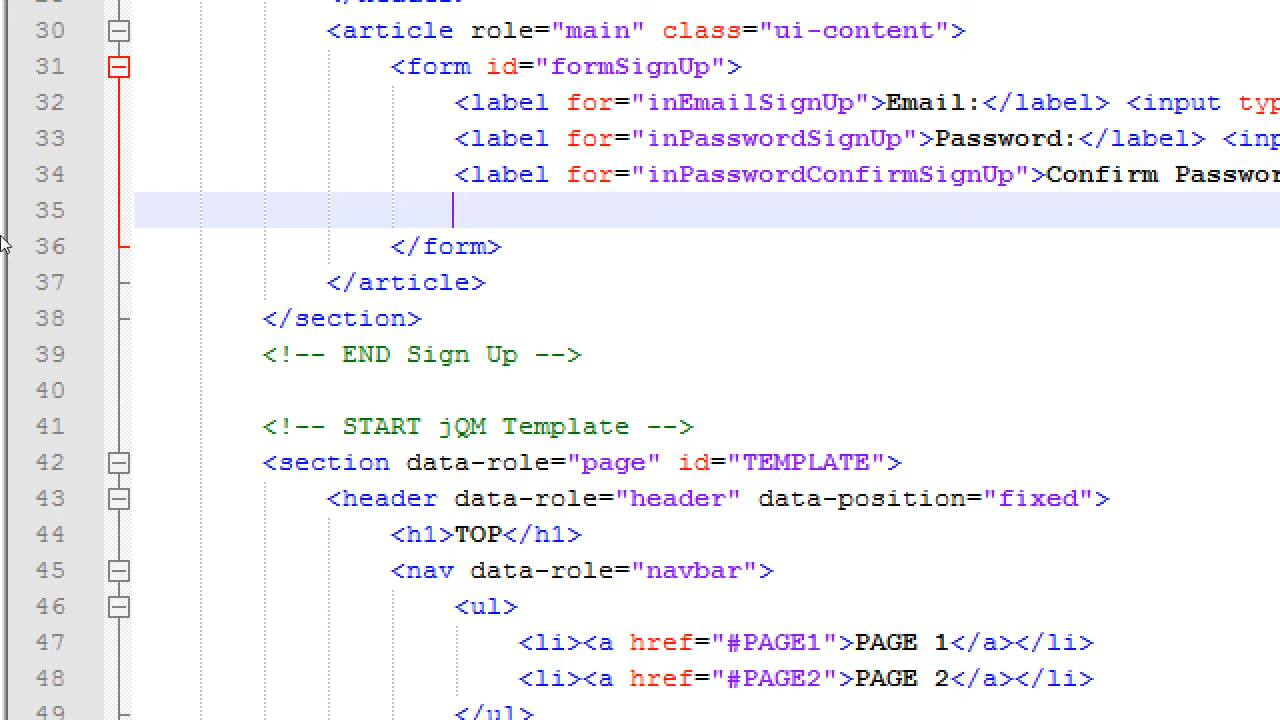 30 <article role="main" class="ui-content">
31 <form id="formSignUp">
32 <label for="inEmailSignUp">Email:</label> <input
33 <label for="inPasswordSignUp">Password:</label>
34 <label for="inPasswordConfirmSignUp">Confirm
35
36 </form>
37 </article>
38 </section>
39 <!-- END Sign Up -->
40
41 <!-- START jQM Template -->
42 <section data-role="page" id="TEMPLATE">
43 <header data-role="header" data-position="fixed">
44 <h1>TOP</h1>
45 <nav data-role="navbar">
46 <ul>
47 <li><a href="#PAGE1">PAGE 1</a></li>
48 <li><a href="#PAGE2">PAGE 2</a></li>
49 </ul>